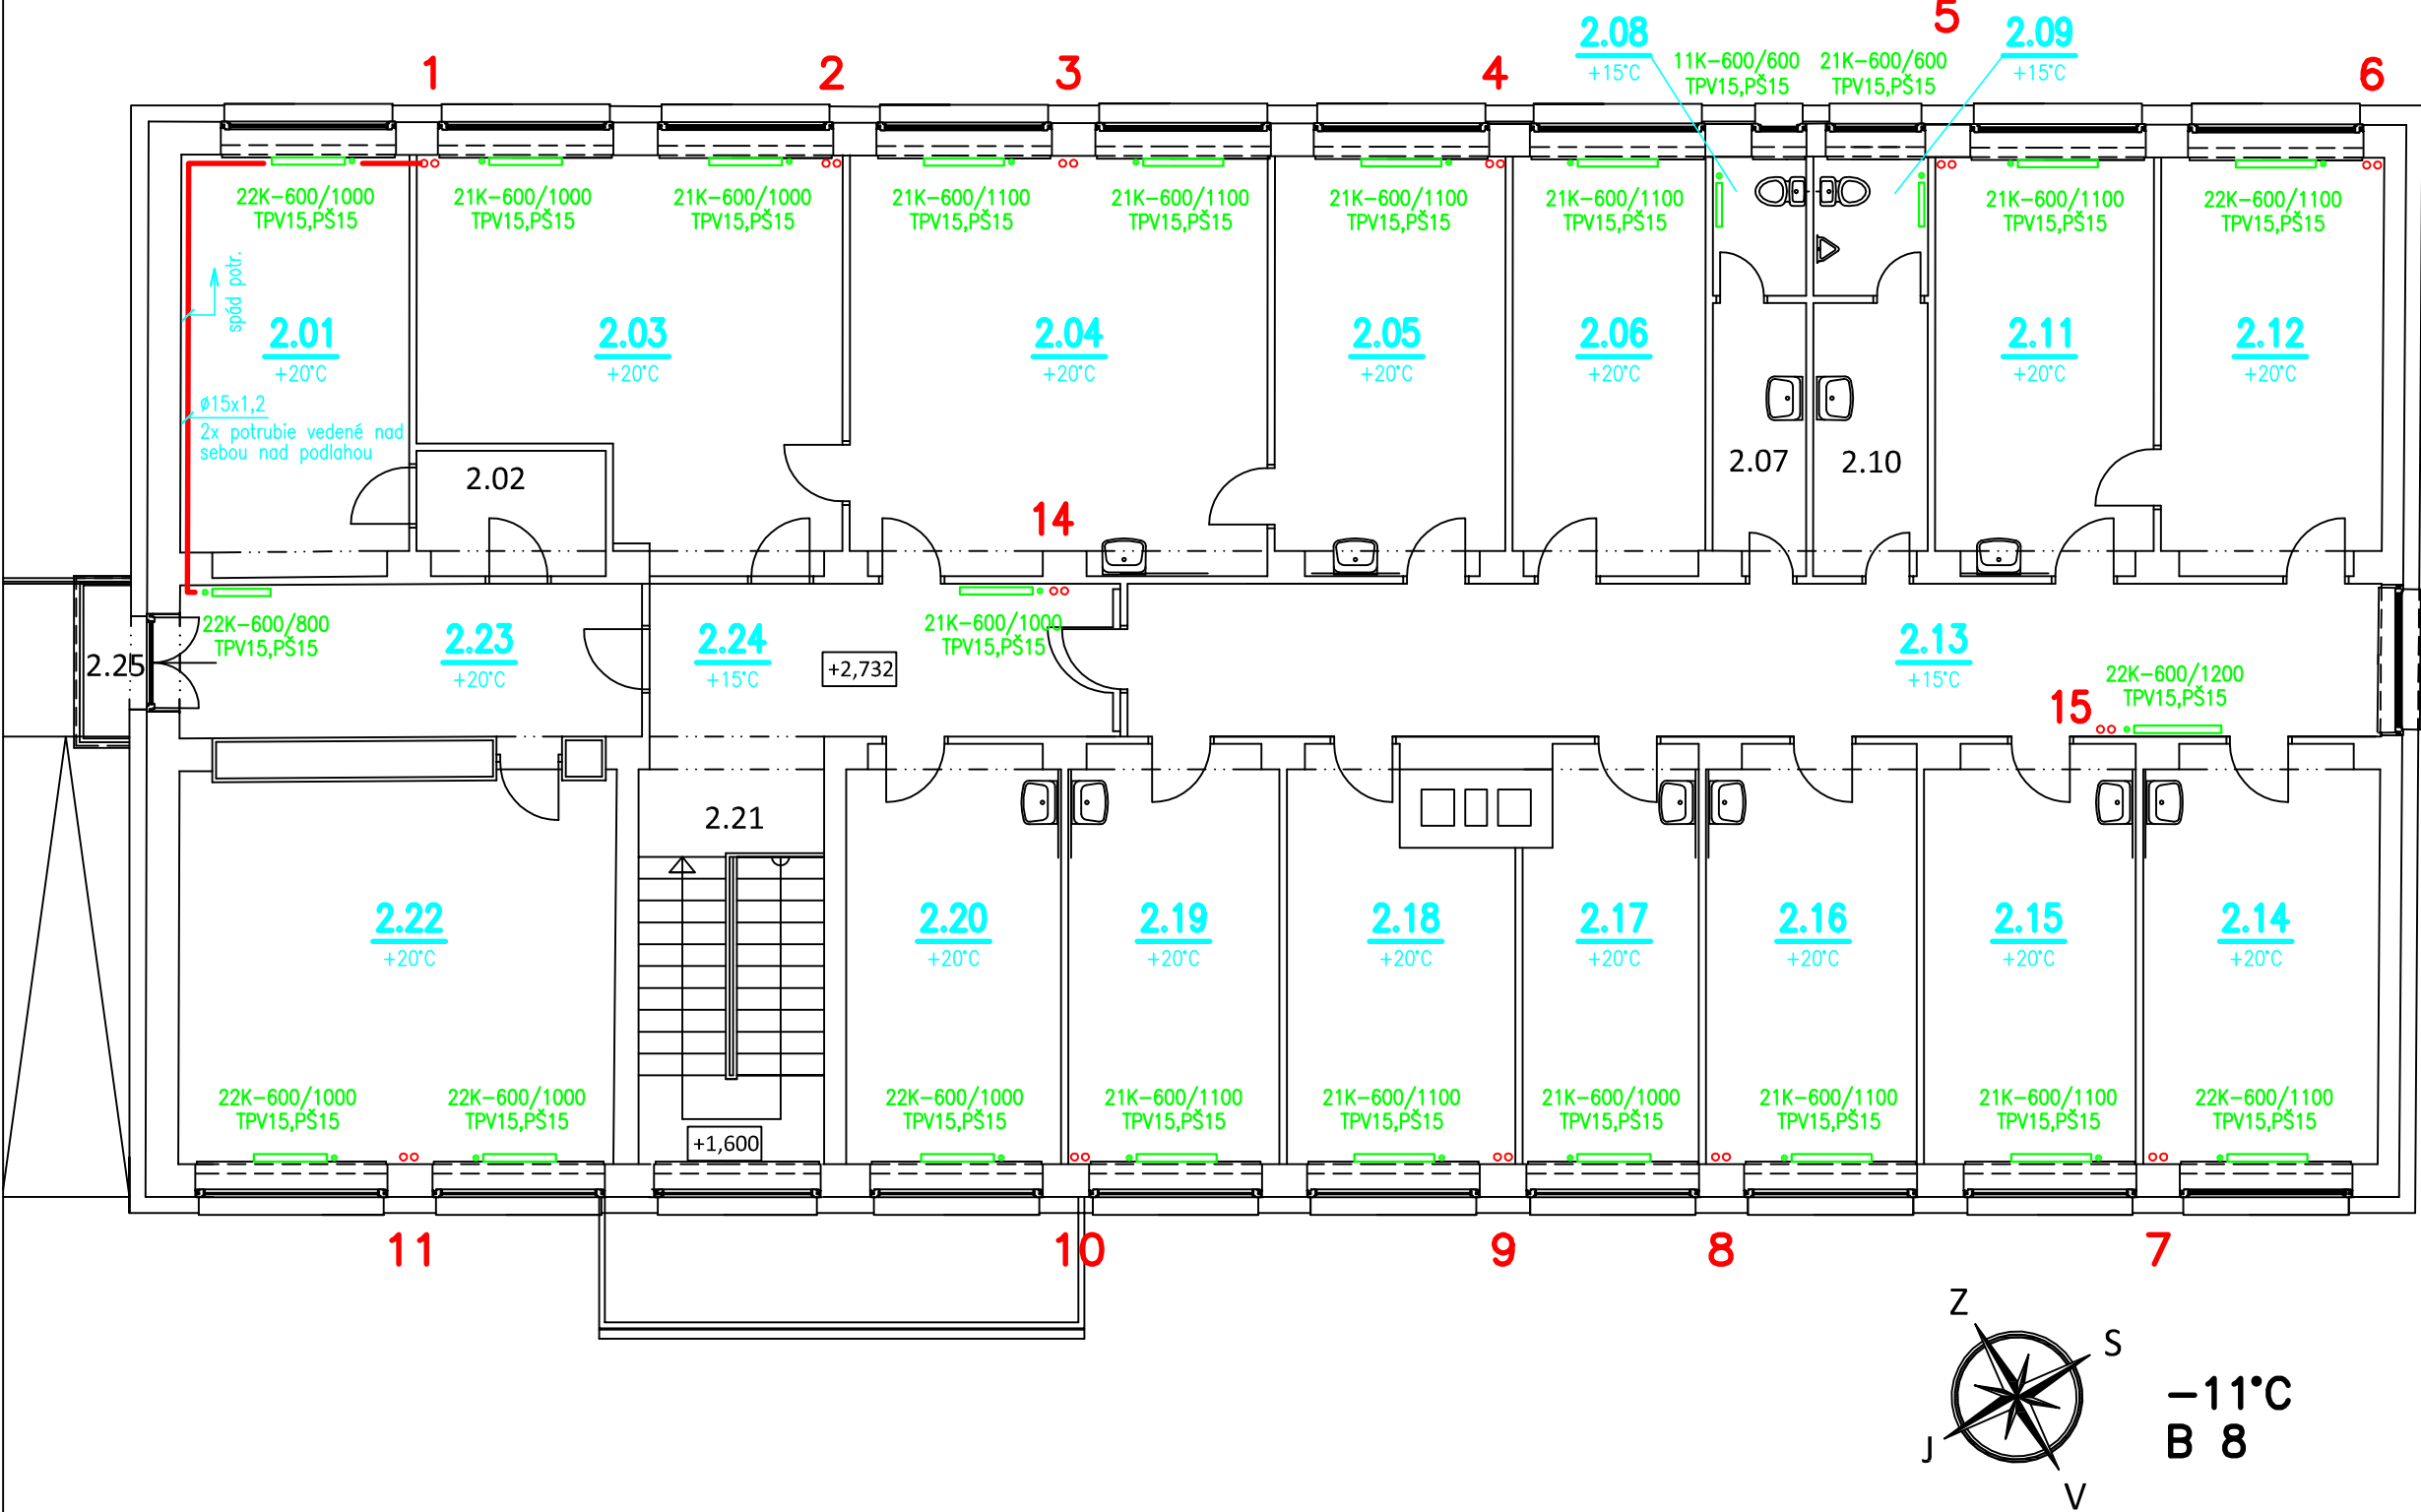 5
2.08
+15°C
11K-600/600
TPV15,PŠ15
21K-600/600
TPV15,PŠ15
2.09
+15°C
1
2
3
4
6
22K-600/1000
TPV15,PŠ15
21K-600/1000
TPV15,PŠ15
21K-600/1000
TPV15,PŠ15
21K-600/1100
TPV15,PŠ15
21K-600/1100
TPV15,PŠ15
21K-600/1100
TPV15,PŠ15
21K-600/1100
TPV15,PŠ15
21K-600/1100
TPV15,PŠ15
22K-600/1100
TPV15,PŠ15
spád potr.
2.01
+20°C
2.03
+20°C
2.04
+20°C
2.05
+20°C
2.06
+20°C
2.11
+20°C
2.12
+20°C
ø15x1,2
2x potrubie vedené nad
sebou nad podlahou
2.02
2.07
2.10
14
22K-600/800
TPV15,PŠ15
2.25
2.23
+20°C
2.24
+15°C
+2,732
21K-600/1000
TPV15,PŠ15
2.13
+15°C
22K-600/1200
TPV15,PŠ15
15
2.21
2.22
+20°C
2.20
+20°C
2.19
+20°C
2.18
+20°C
2.17
+20°C
2.16
+20°C
2.15
+20°C
2.14
+20°C
22K-600/1000
TPV15,PŠ15
22K-600/1000
TPV15,PŠ15
22K-600/1000
TPV15,PŠ15
21K-600/1100
TPV15,PŠ15
21K-600/1100
TPV15,PŠ15
21K-600/1000
TPV15,PŠ15
21K-600/1100
TPV15,PŠ15
21K-600/1100
TPV15,PŠ15
22K-600/1100
TPV15,PŠ15
+1,600
11
10
9
8
7
Z
S
J
V
-11°C
B 8